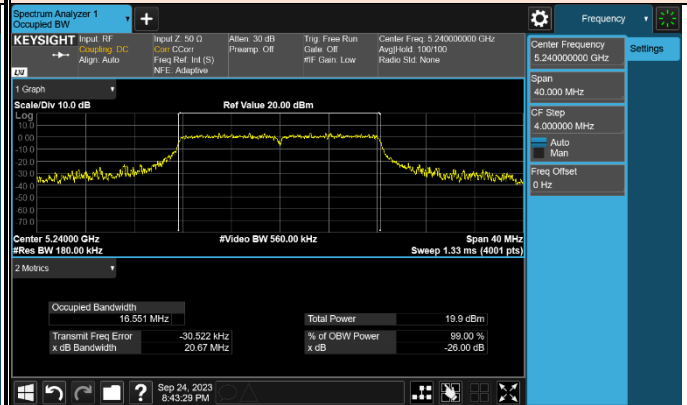 Spectrum Analyzer 1
Occupied BW
Frequency
KEYSIGHT
Input: RF
Coupling: DC
Align: Auto
Input Z: 50 Ω
Corr CCorr
Freq Ref: Int (S)
NFE: Adaptive
Atten: 30 dB
Preamp: Off
Trig: Free Run
Gate: Off
#IF Gain: Low
Center Freq: 5.240000000 GHz
Avg|Hold: 100/100
Radio Std: None
LXI
Center Frequency
5.240000000 GHz
Settings
Span
40.000 MHz
CF Step
4.000000 MHz
Auto
Man
Freq Offset
0 Hz
1 Graph
Scale/Div 10.0 dB
Ref Value 20.00 dBm
Log
10.0
0.00
-10.0
-20.0
-30.0
-40.0
-50.0
-60.0
-70.0
Center 5.24000 GHz
#Video BW 560.00 kHz
Span 40 MHz
#Res BW 180.00 kHz
Sweep 1.33 ms (4001 pts)
2 Metrics
Occupied Bandwidth
16.551 MHz
Total Power
19.9 dBm
Transmit Freq Error
-30.522 kHz
% of OBW Power
99.00 %
x dB Bandwidth
20.67 MHz
x dB
-26.00 dB
?
Sep 24, 2023
8:43:29 PM